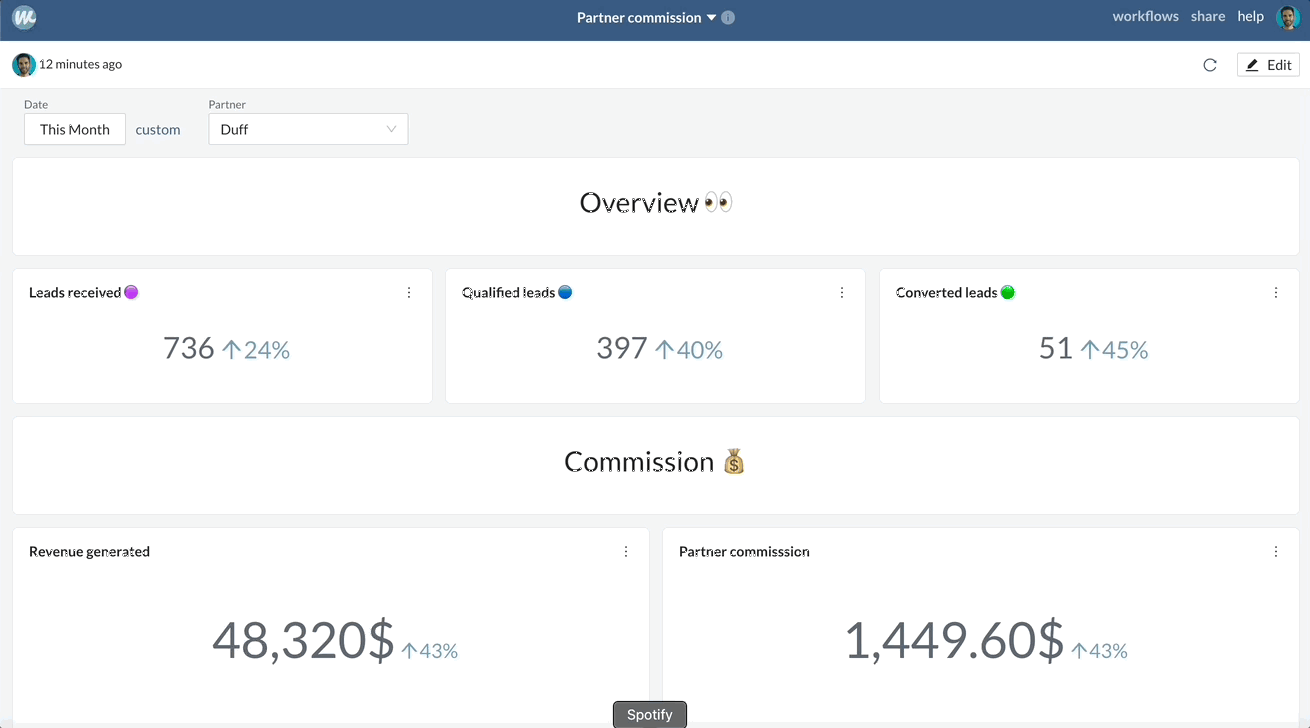 Partner commission
workflows share help
12 minutes ago
Edit
Date
Partner
This Month custom
Duff
Overview 👀
Leads received 🟣
Qualified leads 🔵
Converted leads 🟢
736 ↑24%
397 ↑40%
51 ↑45%
Commission 💰
Revenue generated
Partner commisssion
48,320$ ↑43%
1,449.60$ ↑43%
Spotify